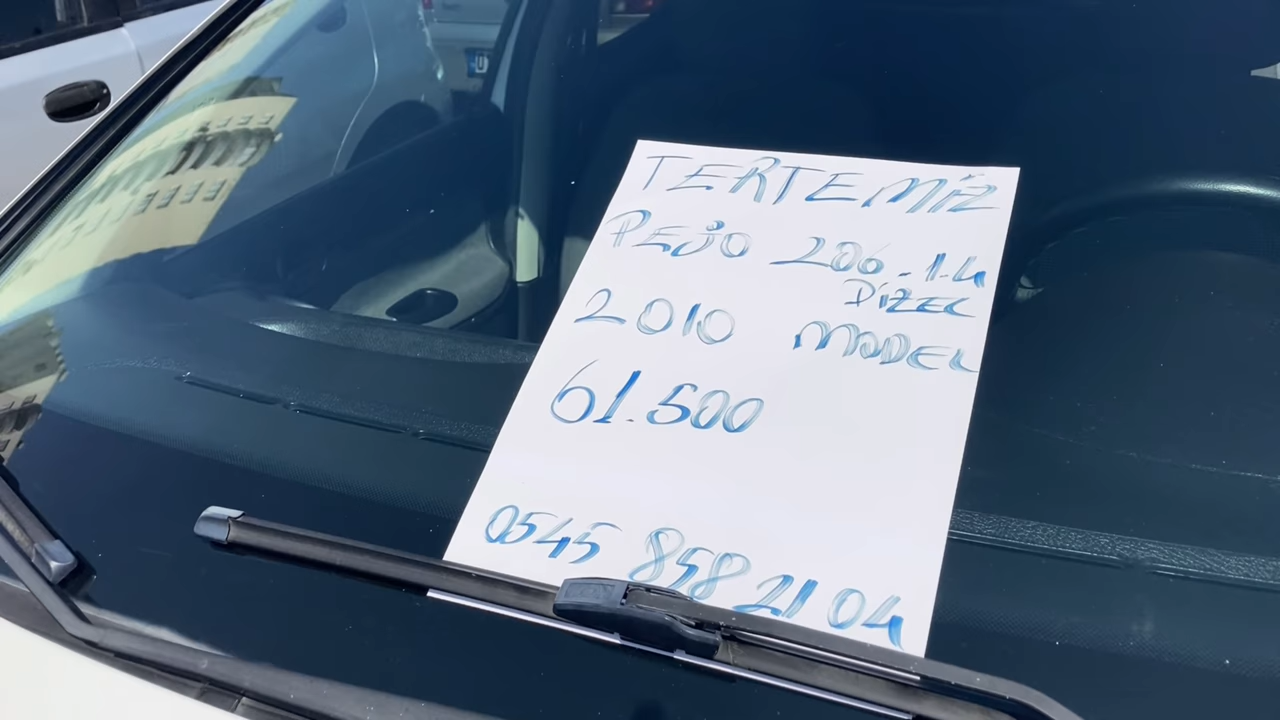 TERTEMİZ
PEJO 206 - 1.4
DİZEL
2010 MODEL
61.500
0545 858 21 04